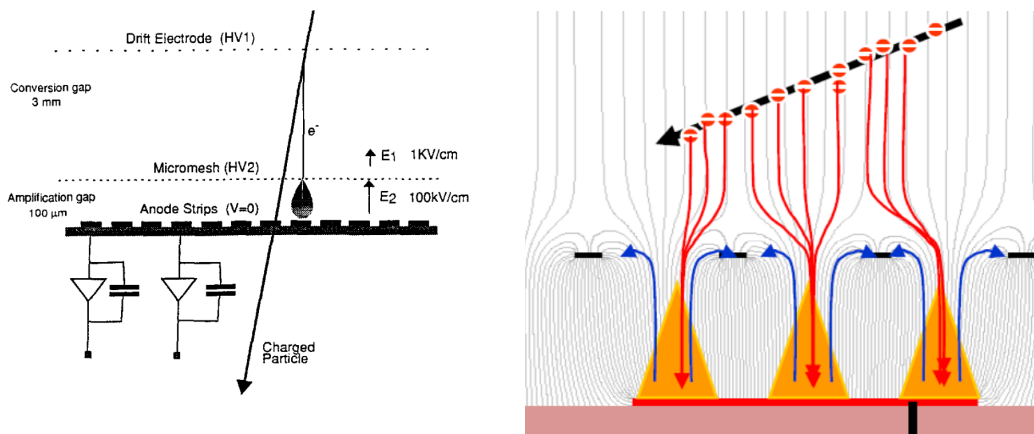 Drift Electrode (HV1)
Conversion gap
3 mm
e-
E1 1KV/cm
Micromesh (HV2)
Amplification gap
100 µm
E2 100kV/cm
Anode Strips (V=0)
Charged
Particle